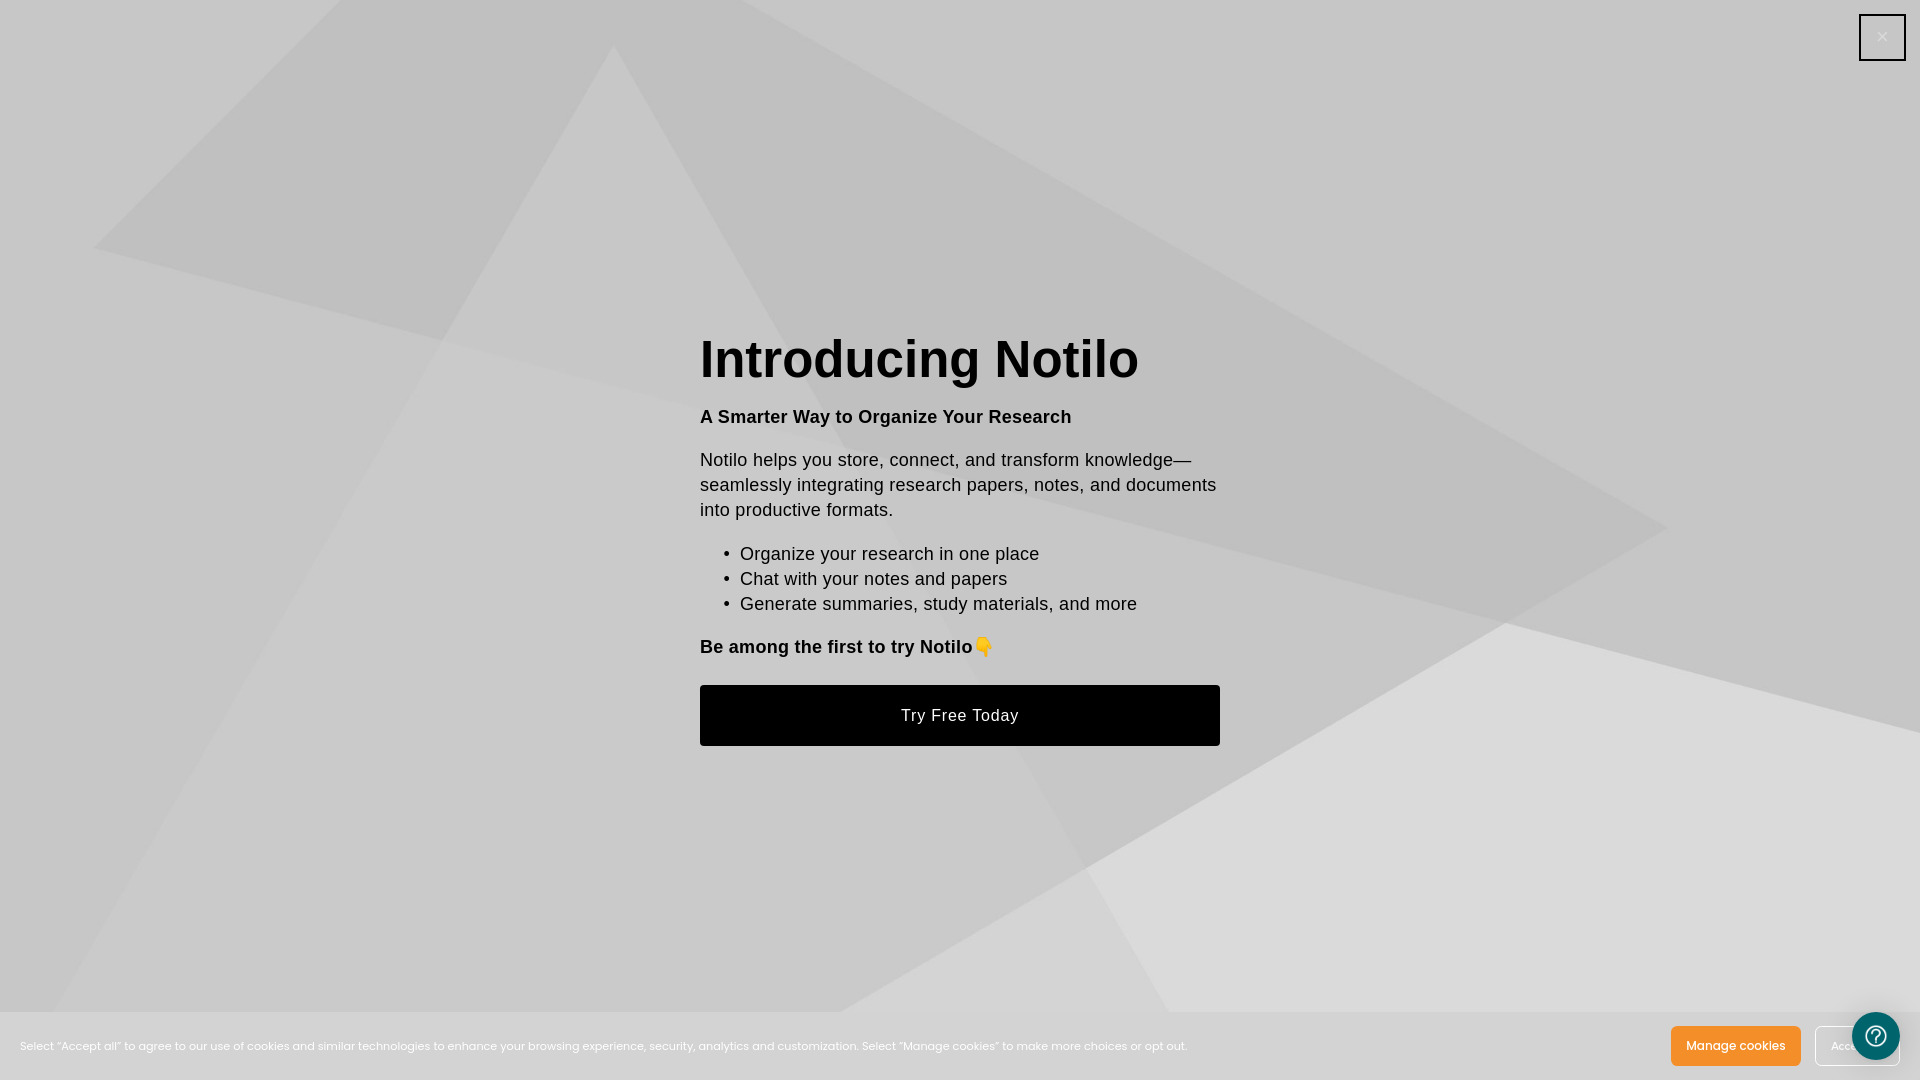 Introducing Notilo
A Smarter Way to Organize Your Research
Notilo helps you store, connect, and transform knowledge—
seamlessly integrating research papers, notes, and documents
into productive formats.
• Organize your research in one place
• Chat with your notes and papers
• Generate summaries, study materials, and more
Be among the first to try Notilo👇
Try Free Today
Select “Accept all” to agree to our use of cookies and similar technologies to enhance your browsing experience, security, analytics and customization. Select “Manage cookies” to make more choices or opt out.
Manage cookies